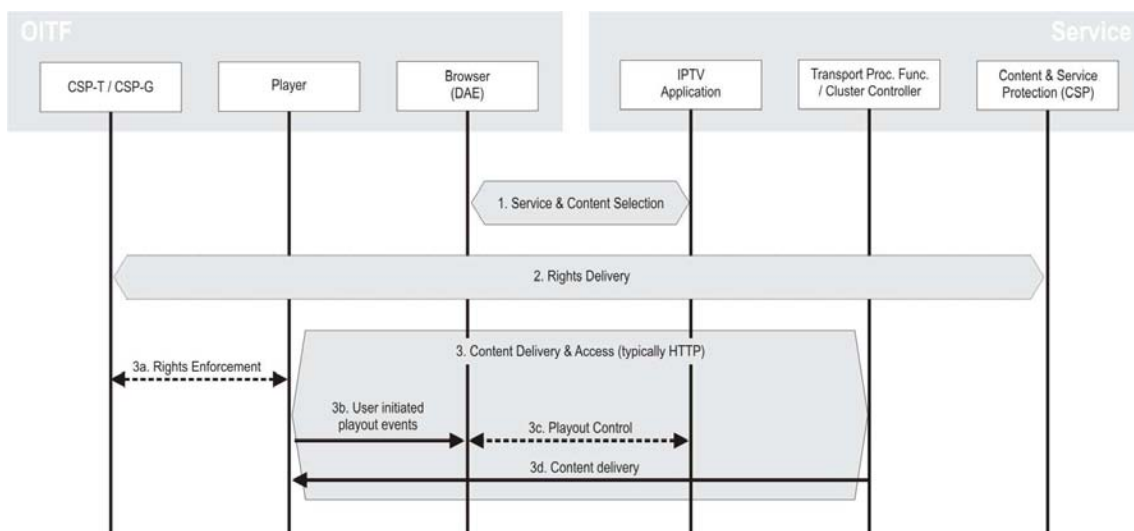 OITF
Service
CSP-T / CSP-G
Player
Browser
(DAE)
IPTV
Application
Transport Proc. Func.
/ Cluster Controller
Content & Service
Protection (CSP)
1. Service & Content Selection
2. Rights Delivery
3. Content Delivery & Access (typically HTTP)
3a. Rights Enforcement
3b. User initiated
playout events
3c. Playout Control
3d. Content delivery